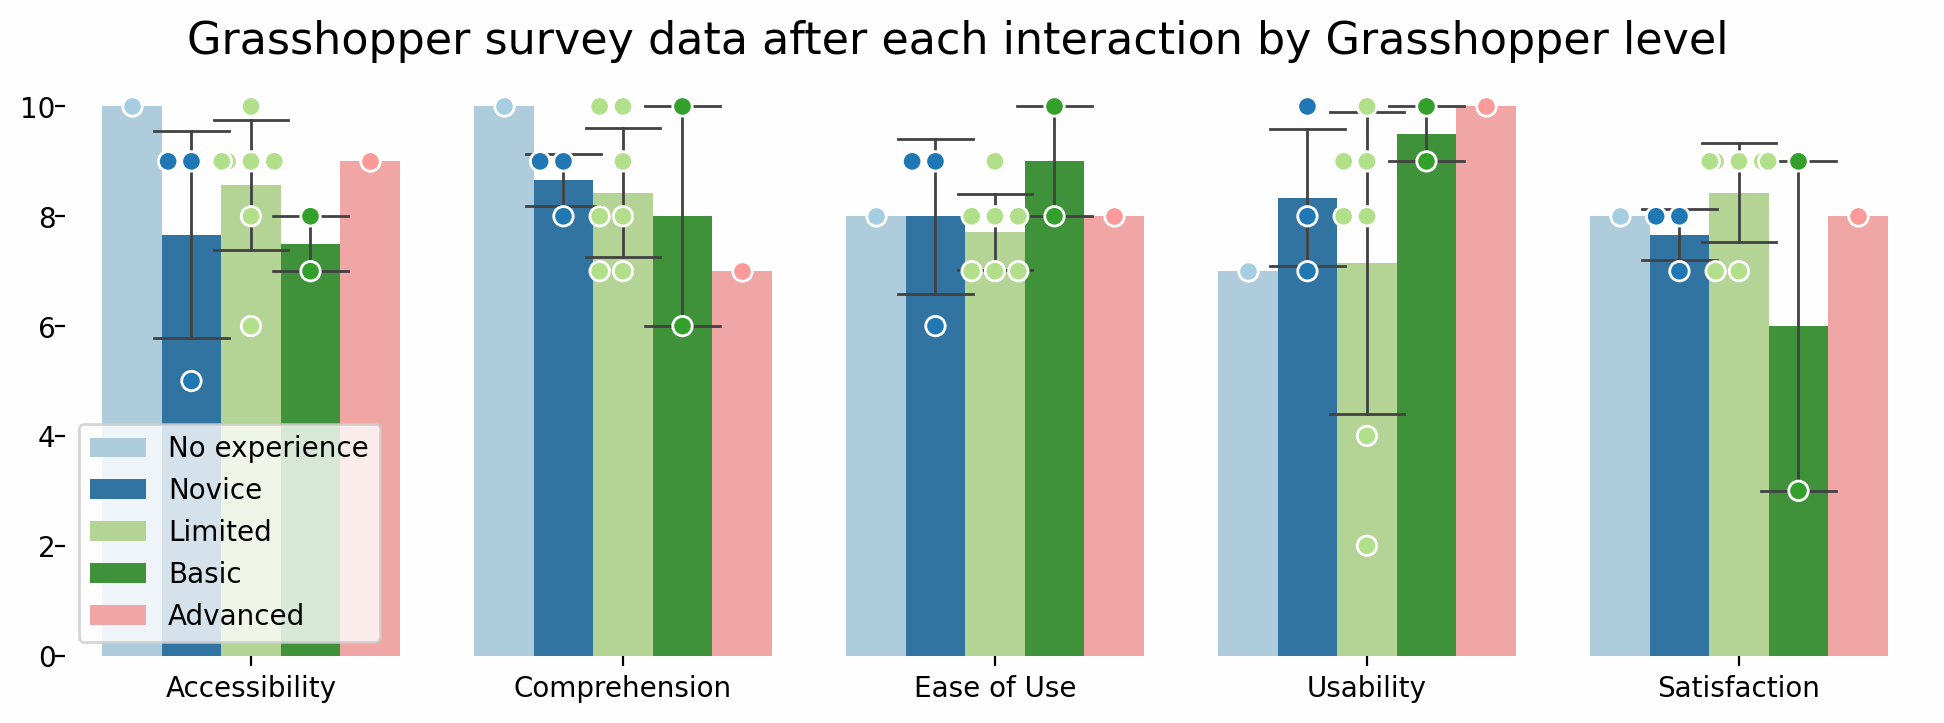 Grasshopper survey data after each interaction by Grasshopper level
10
8
6
4
2
0
No experience
Novice
Limited
Basic
Advanced
Accessibility
Comprehension
Ease of Use
Usability
Satisfaction